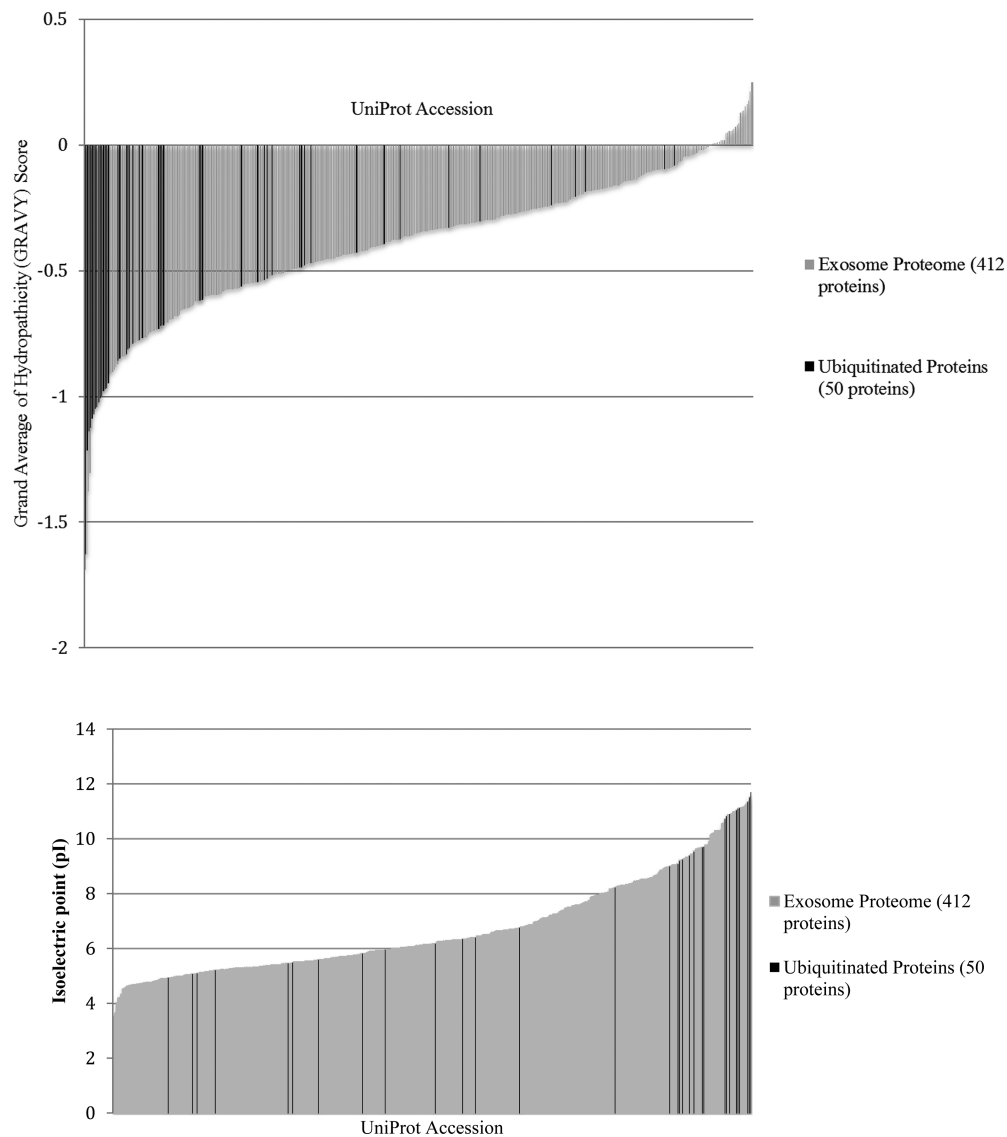 0.5
UniProt Accession
0
Grand Average of Hydropathicity (GRAVY) Score
-0.5
-1
-1.5
-2
Exosome Proteome (412
proteins)
Ubiquitinated Proteins
(50 proteins)
14
12
10
8
6
4
2
0
Isoelectric point (pI)
UniProt Accession
Exosome Proteome (412
proteins)
Ubiquitinated Proteins (50
proteins)